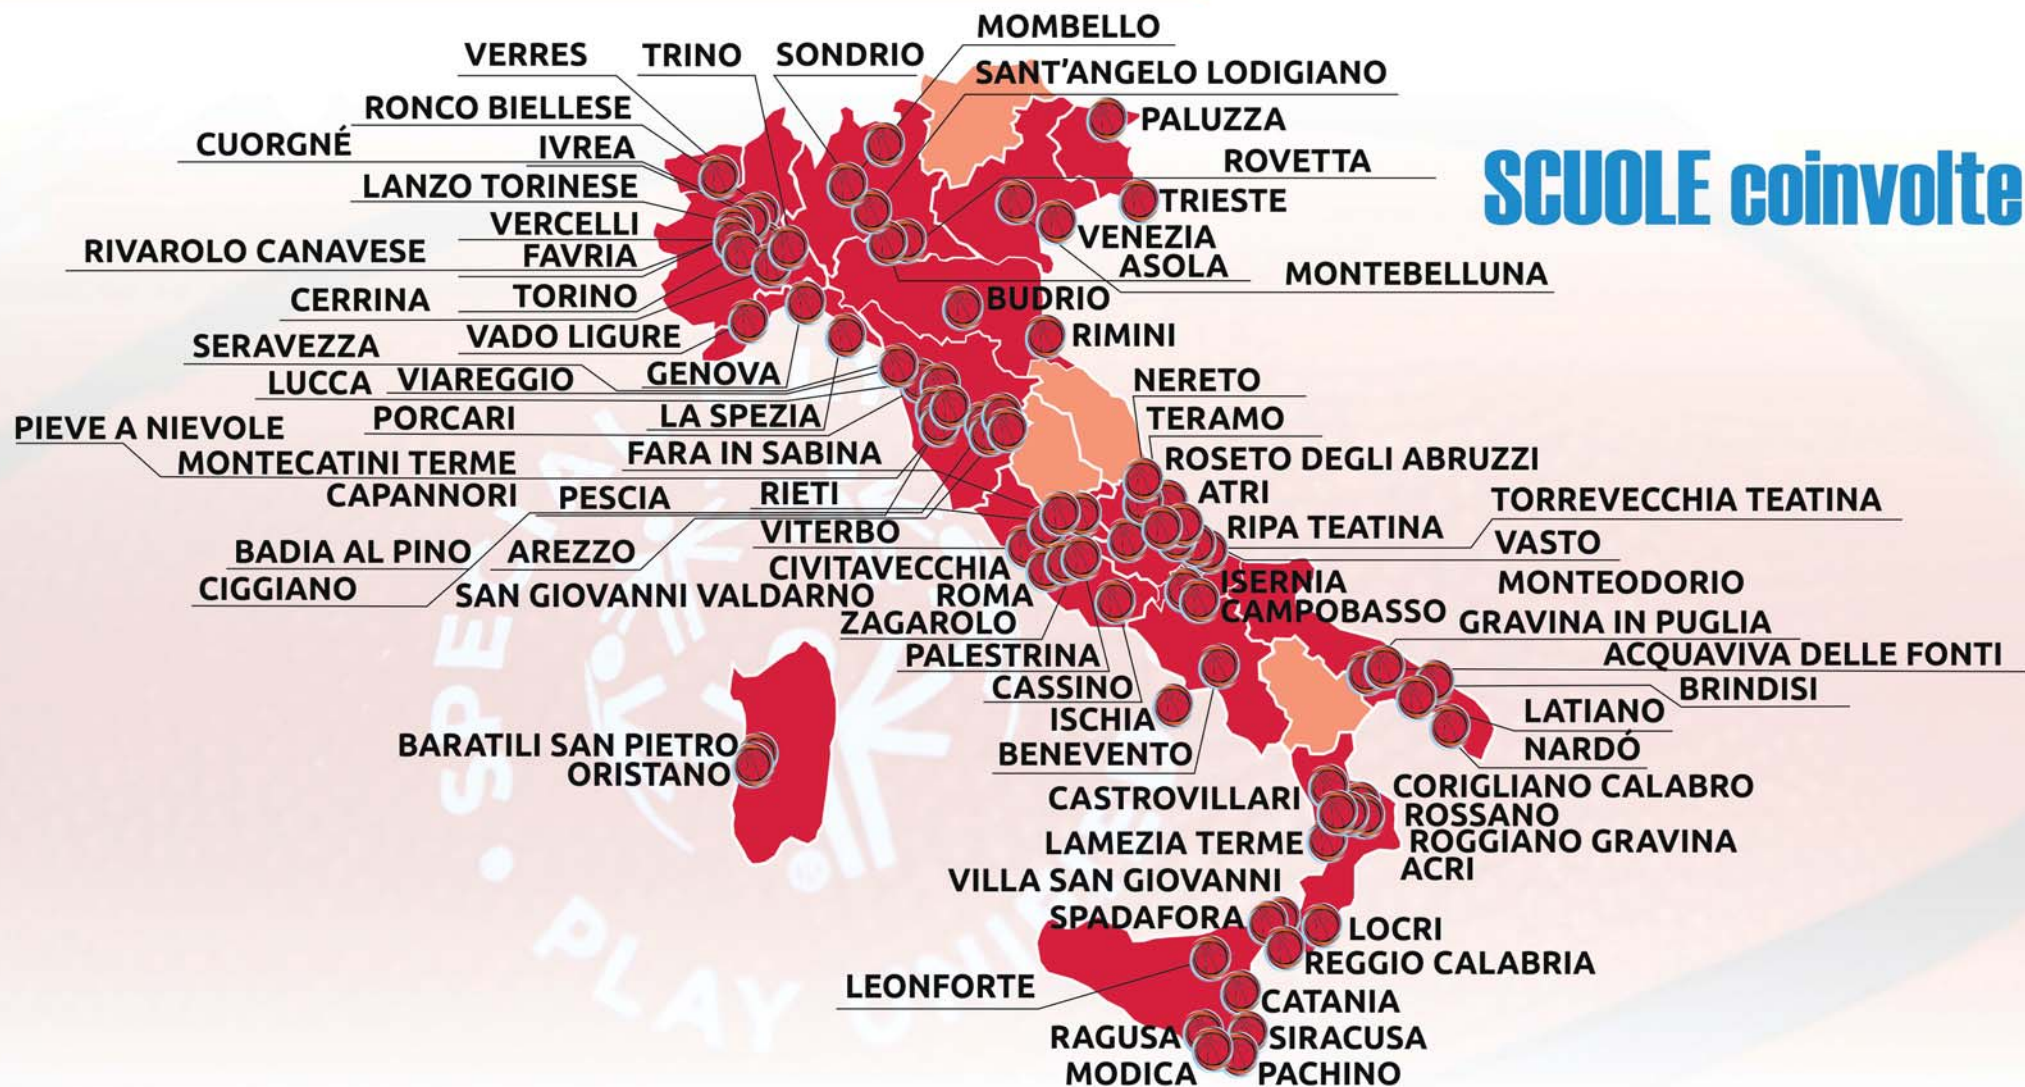 MOMBELLO
VERRES
TRINO
SONDRIO
SANT'ANGELO LODIGIANO
RONCO BIELLESE
PALUZZA
CUORGNÉ
IVREA
ROVETTA
SCUOLE coinvolte
LANZO TORINESE
TRIESTE
VERCELLI
VENEZIA
RIVAROLO CANAVESE
FAVRIA
ASOLA
MONTEBELLUNA
CERRINA
TORINO
BUDRIO
VADO LIGURE
RIMINI
SERAVEZZA
GENOVA
LUCCA
VIAREGGIO
NERETO
PORCARI
LA SPEZIA
TERAMO
PIEVE A NIEVOLE
FARA IN SABINA
ROSETO DEGLI ABRUZZI
MONTECATINI TERME
CAPANNORI
PESCIA
RIETI
ATRI
TORREVECCHIA TEATINA
VITERBO
RIPA TEATINA
BADIA AL PINO
AREZZO
VASTO
CIVITAVECCHIA
CIGGIANO
SAN GIOVANNI VALDARNO
ROMA
ISERNIA
MONTEODORIO
CAMPOBASSO
ZAGAROLO
GRAVINA IN PUGLIA
PALESTRINA
ACQUAVIVA DELLE FONTI
CASSINO
BRINDISI
ISCHIA
LATIANO
BENEVENTO
NARDÓ
BARATILI SAN PIETRO
ORISTANO
CASTROVILLARI
CORIGLIANO CALABRO
ROSSANO
LAMEZIA TERME
ROGGIANO GRAVINA
ACRI
VILLA SAN GIOVANNI
SPADAFORA
LOCRI
REGGIO CALABRIA
LEONFORTE
CATANIA
RAGUSA
SIRACUSA
MODICA
PACHINO
SPECIAL
PLAY